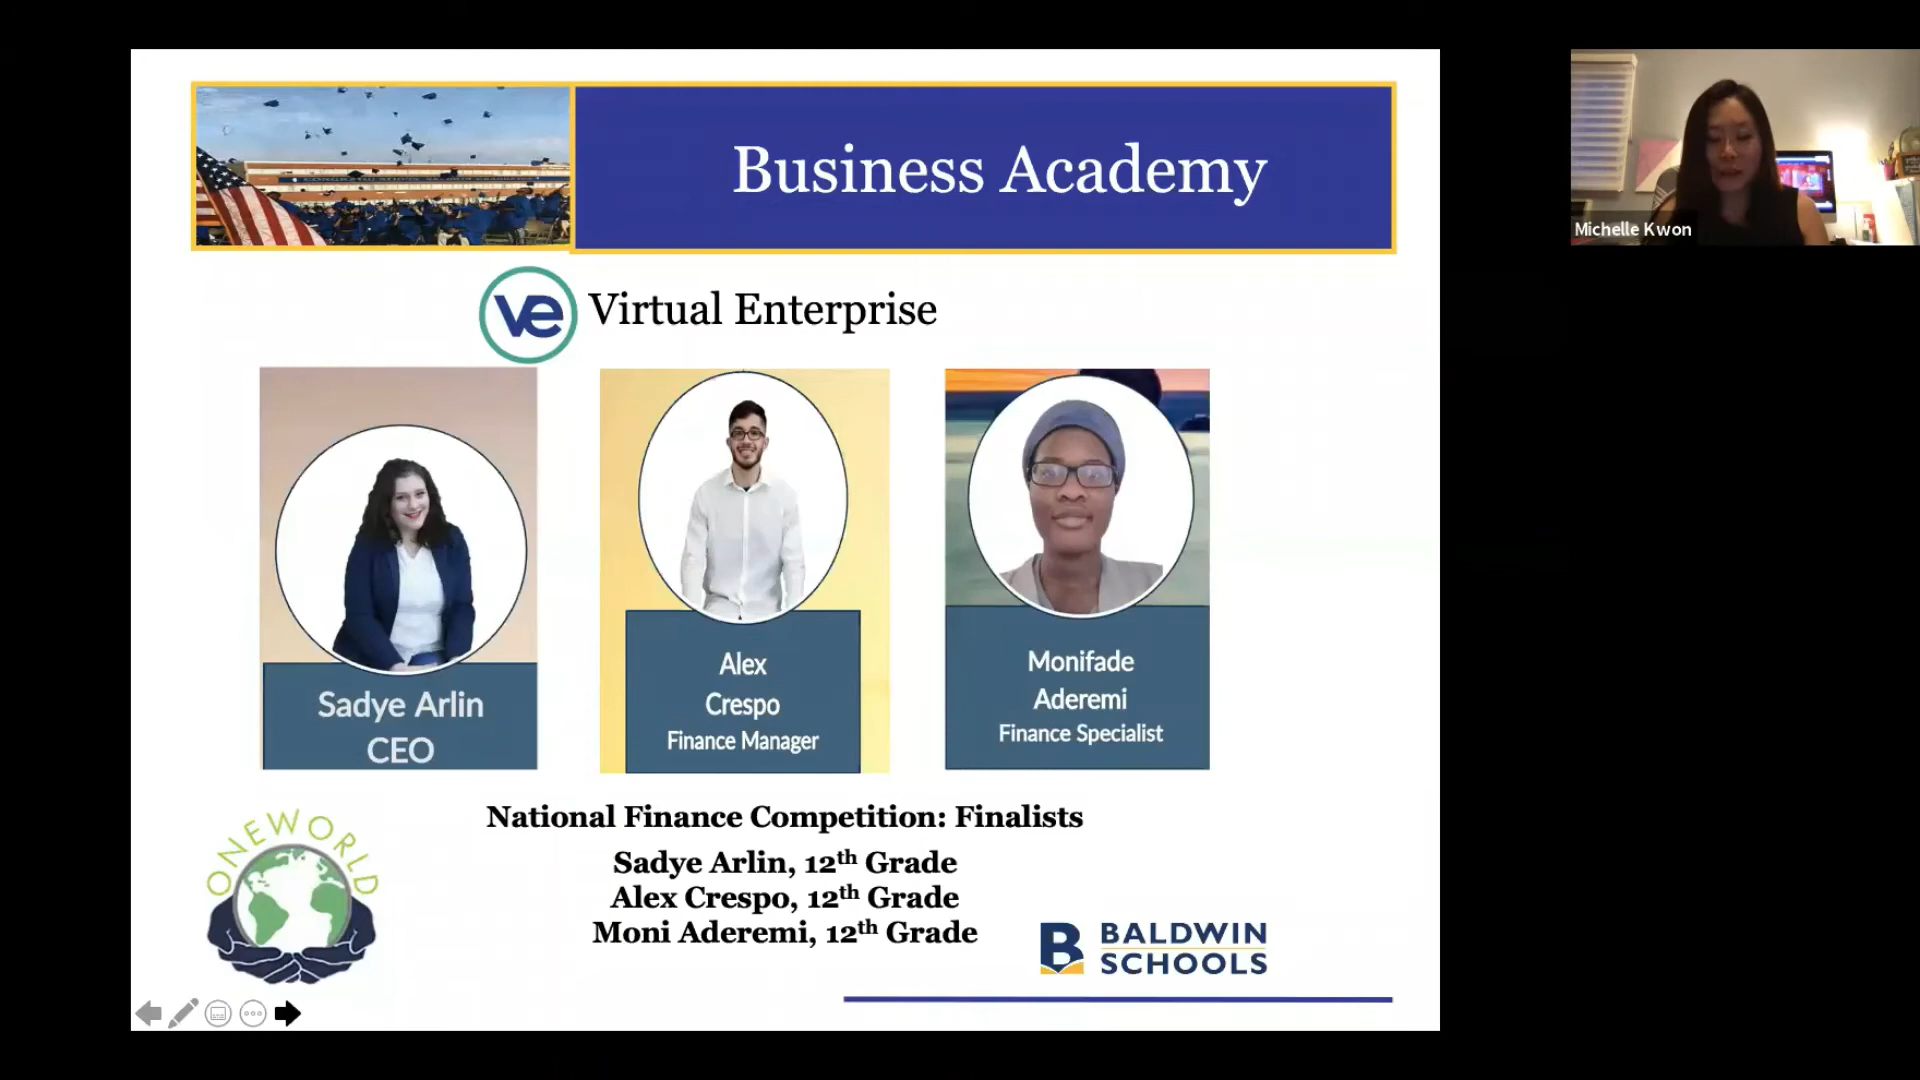 Business Academy
ve Virtual Enterprise
Sadye Arlin
CEO
Alex
Crespo
Finance Manager
Monifade
Aderemi
Finance Specialist
National Finance Competition: Finalists
Sadye Arlin, 12th Grade
Alex Crespo, 12th Grade
Moni Aderemi, 12th Grade
ONEWORLD
B BALDWIN
SCHOOLS
Michelle Kwon